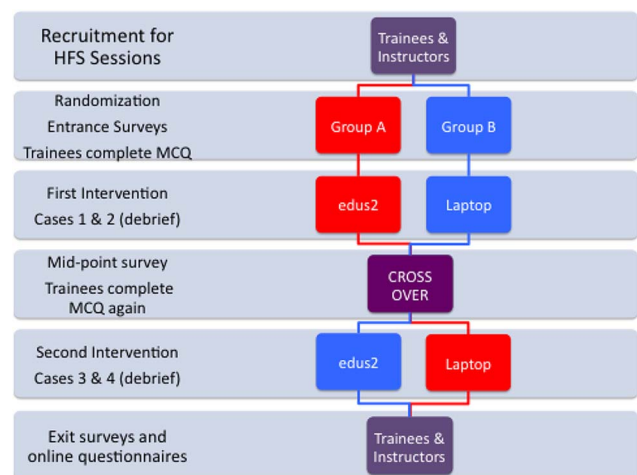 Recruitment for
HFS Sessions
Trainees &
Instructors
Randomization
Entrance Surveys
Trainees complete MCQ
Group A
Group B
First Intervention
Cases 1 & 2 (debrief)
edus2
Laptop
Mid-point survey
Trainees complete
MCQ again
CROSS
OVER
Second Intervention
Cases 3 & 4 (debrief)
edus2
Laptop
Exit surveys and
online questionnaires
Trainees &
Instructors